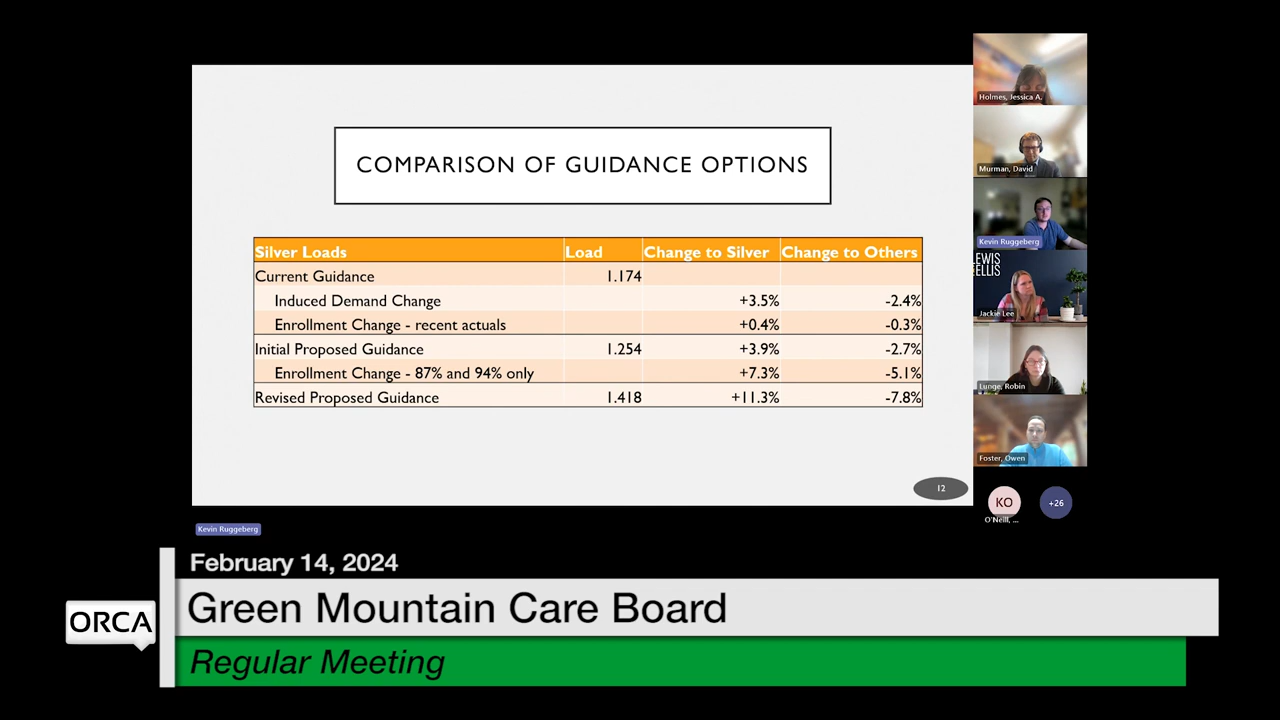 COMPARISON OF GUIDANCE OPTIONS
Silver Loads Load Change to Silver Change to Others
Current Guidance 1.174
Induced Demand Change +3.5% -2.4%
Enrollment Change - recent actuals +0.4% -0.3%
Initial Proposed Guidance 1.254 +3.9% -2.7%
Enrollment Change - 87% and 94% only +7.3% -5.1%
Revised Proposed Guidance 1.418 +11.3% -7.8%
12
Holmes, Jessica A.
Murman, David
Kevin Ruggeberg
LEWIS
ELLIS
Jackie Lee
Lunge, Robin
Foster, Owen
KO
+26
O'Neill, ...
Kevin Ruggeberg
February 14, 2024
ORCA
Green Mountain Care Board
Regular Meeting